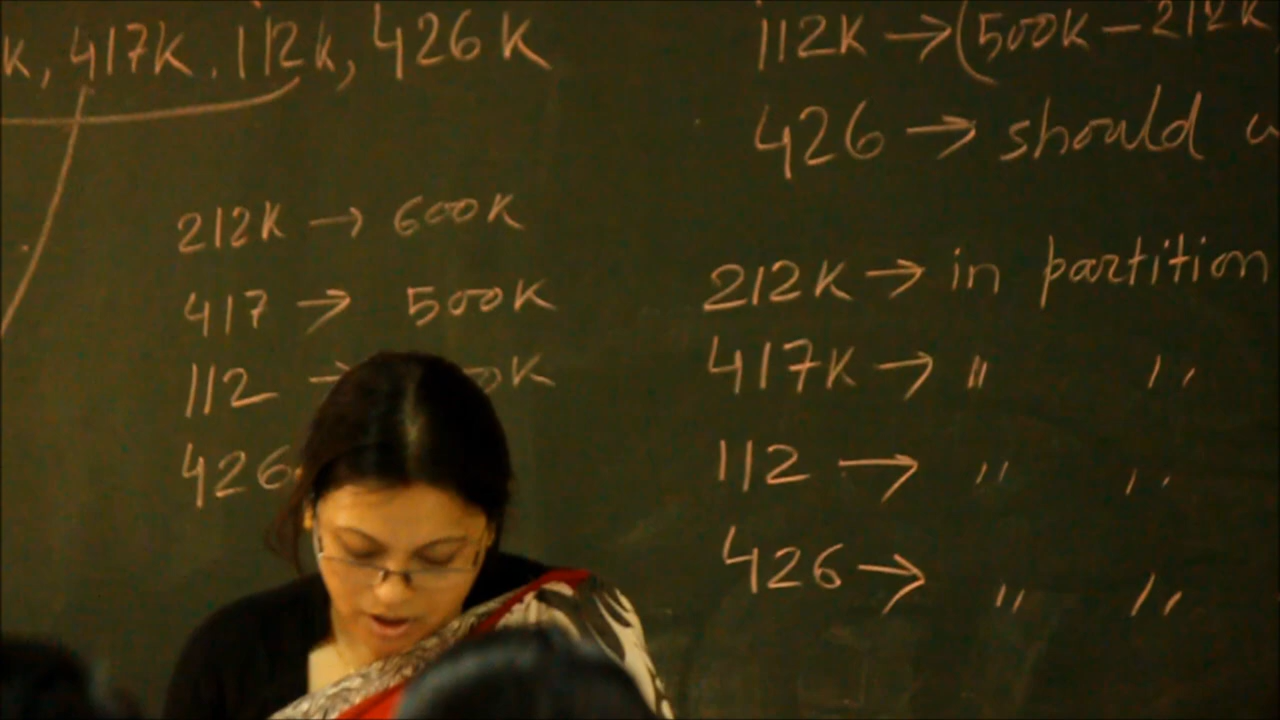 K, 417K, 112K, 426K
212K → 600K
417 → 500K
112 → 0K
426
112K → (500K - 212K
426 → should
212K → in partition
417K → " "
112 → " "
426 → " "